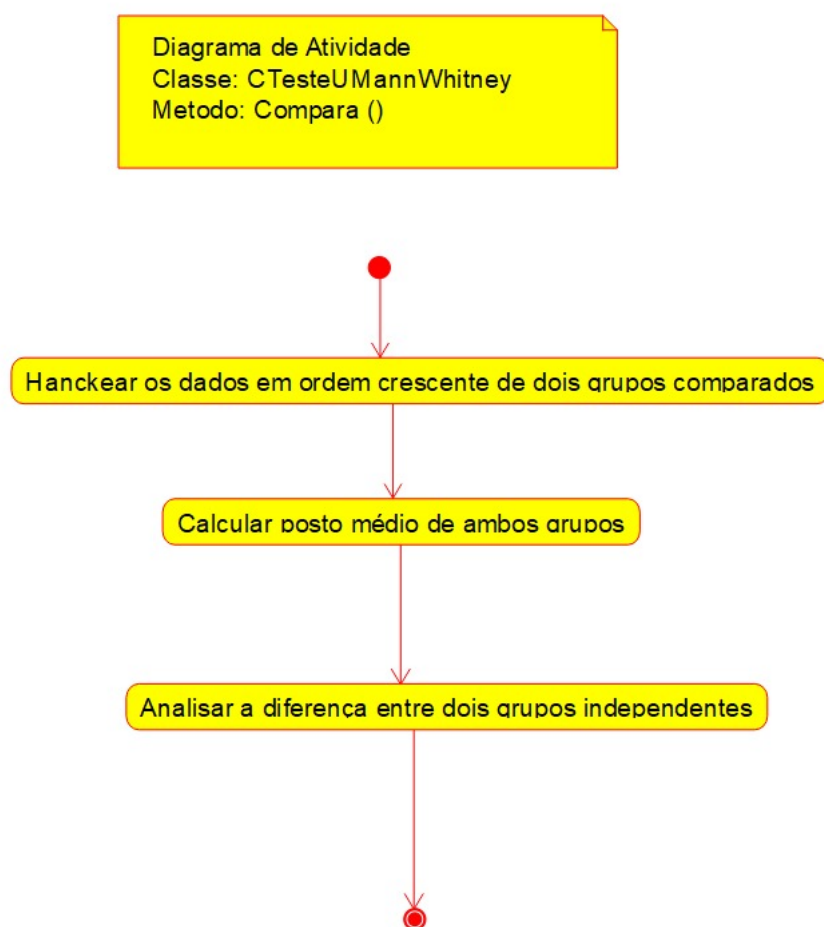 Diagrama de Atividade
Classe: CTesteUMannWhitney
Metodo: Compara ()
Hanckear os dados em ordem crescente de dois grupos comparados
Calcular posto médio de ambos grupos
Analisar a diferença entre dois grupos independentes